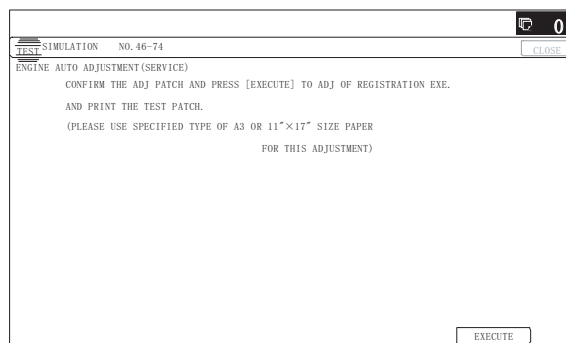 0
TEST SIMULATION NO.46-74
CLOSE
ENGINE AUTO ADJUSTMENT(SERVICE)
CONFIRM THE ADJ PATCH AND PRESS [EXECUTE] TO ADJ OF REGISTRATION EXE.
AND PRINT THE TEST PATCH.
(PLEASE USE SPECIFIED TYPE OF A3 OR 11″×17″ SIZE PAPER
FOR THIS ADJUSTMENT)
EXECUTE